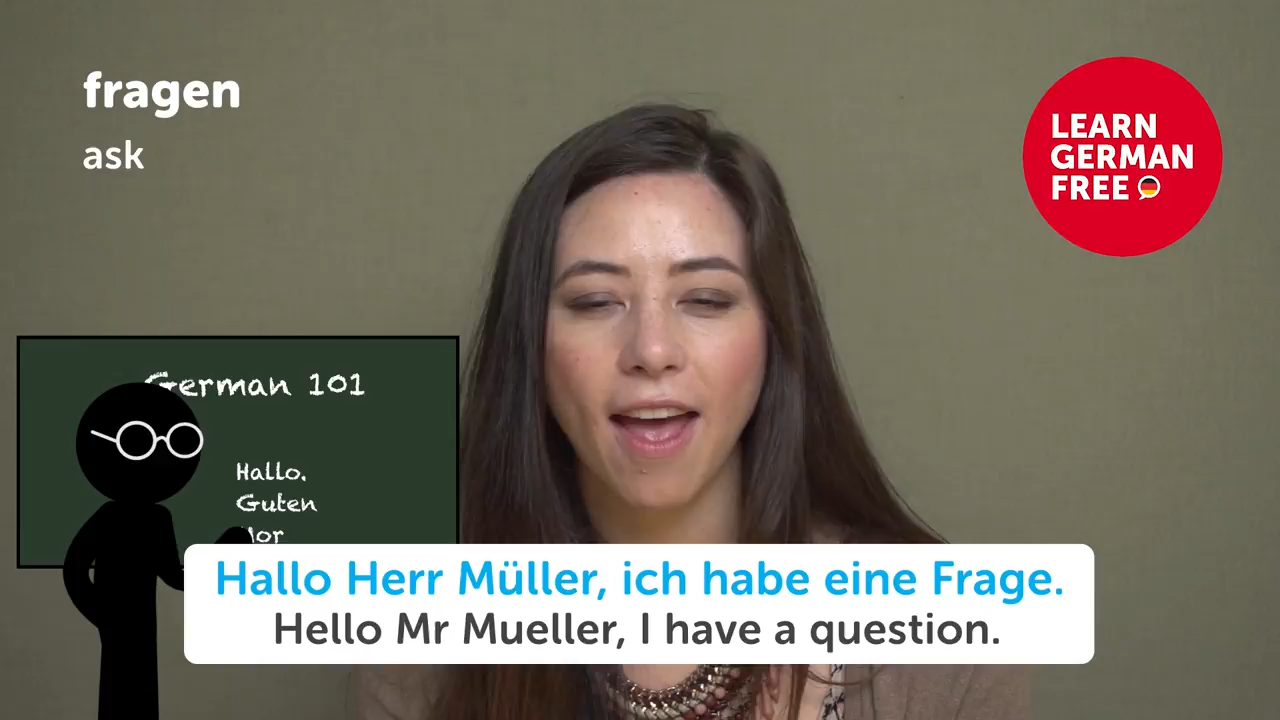 fragen
ask
LEARN
GERMAN
FREE
German 101
Hallo.
Guten
Hallo Herr Müller, ich habe eine Frage.
Hello Mr Mueller, I have a question.